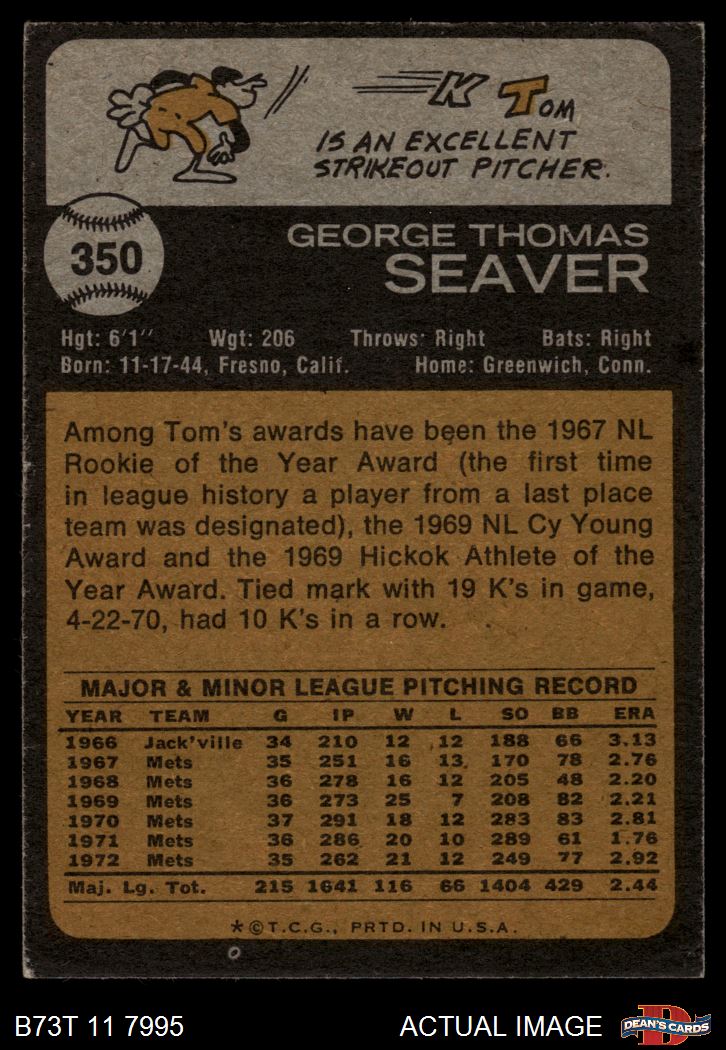 K TOM
IS AN EXCELLENT
STRIKEOUT PITCHER.
350
GEORGE THOMAS
SEAVER
Hgt: 6'1'' Wgt: 206 Throws: Right Bats: Right
Born: 11-17-44, Fresno, Calif. Home: Greenwich, Conn.
Among Tom's awards have been the 1967 NL
Rookie of the Year Award (the first time
in league history a player from a last place
team was designated), the 1969 NL Cy Young
Award and the 1969 Hickok Athlete of the
Year Award. Tied mark with 19 K's in game,
4-22-70, had 10 K's in a row.
MAJOR & MINOR LEAGUE PITCHING RECORD
YEAR TEAM G IP W L SO BB ERA
1966 Jack'ville 34 210 12 12 188 66 3.13
1967 Mets 35 251 16 13 170 78 2.76
1968 Mets 36 278 16 12 205 48 2.20
1969 Mets 36 273 25 7 208 82 2.21
1970 Mets 37 291 18 12 283 83 2.81
1971 Mets 36 286 20 10 289 61 1.76
1972 Mets 35 262 21 12 249 77 2.92
Maj. Lg. Tot. 215 1641 116 66 1404 429 2.44
*©T.C.G., PRTD. IN U.S.A.
B73T 11 7995 ACTUAL IMAGE DEAN'S CARDS